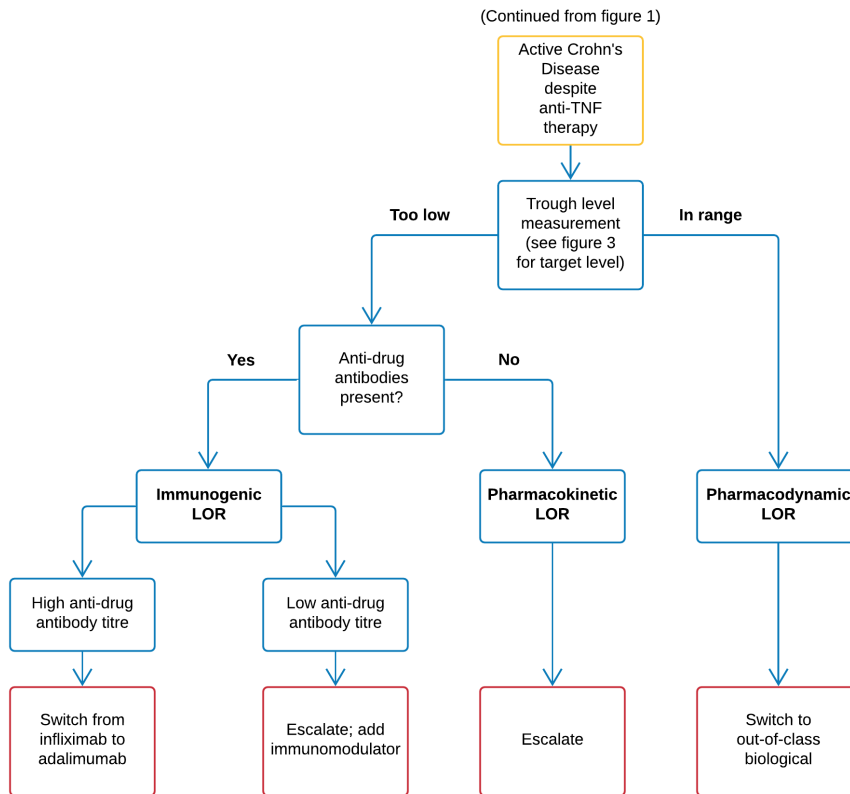 (Continued from figure 1)
Active Crohn's
Disease
despite
anti-TNF
therapy
Trough level
measurement
(see figure 3
for target level)
Too low
In range
Anti-drug
antibodies
present?
Yes
No
Immunogenic
LOR
Pharmacokinetic
LOR
Pharmacodynamic
LOR
High anti-drug
antibody titre
Low anti-drug
antibody titre
Switch from
infliximab to
adalimumab
Escalate; add
immunomodulator
Escalate
Switch to
out-of-class
biological